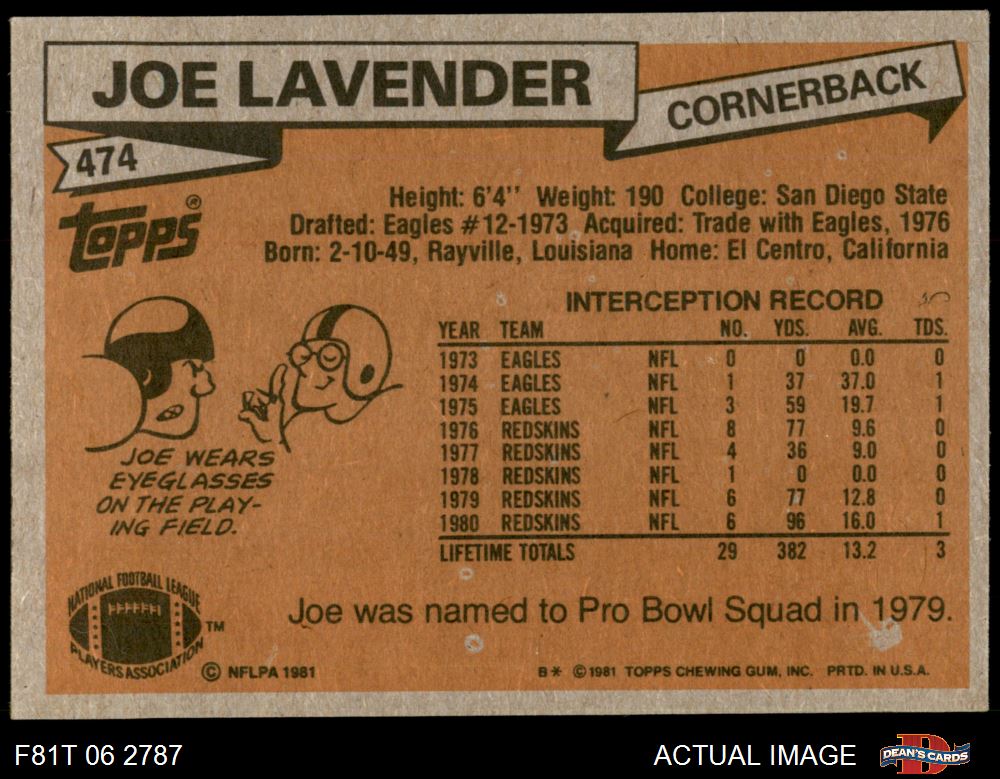 JOE LAVENDER
CORNERBACK
474
TOPPS®
Height: 6'4'' Weight: 190 College: San Diego State
Drafted: Eagles #12-1973 Acquired: Trade with Eagles, 1976
Born: 2-10-49, Rayville, Louisiana Home: El Centro, California
INTERCEPTION RECORD
YEAR TEAM NO. YDS. AVG. TDS.
1973 EAGLES NFL 0 0 0.0 0
1974 EAGLES NFL 1 37 37.0 1
1975 EAGLES NFL 3 59 19.7 1
1976 REDSKINS NFL 8 77 9.6 0
1977 REDSKINS NFL 4 36 9.0 0
1978 REDSKINS NFL 1 0 0.0 0
1979 REDSKINS NFL 6 77 12.8 0
1980 REDSKINS NFL 6 96 16.0 1
LIFETIME TOTALS 29 382 13.2 3
JOE WEARS
EYEGLASSES
ON THE PLAY-
ING FIELD.
Joe was named to Pro Bowl Squad in 1979.
NATIONAL FOOTBALL LEAGUE
PLAYERS ASSOCIATION
TM
© NFLPA 1981
B* © 1981 TOPPS CHEWING GUM, INC. PRTD. IN U.S.A.
F81T 06 2787
ACTUAL IMAGE
DEAN'S CARDS